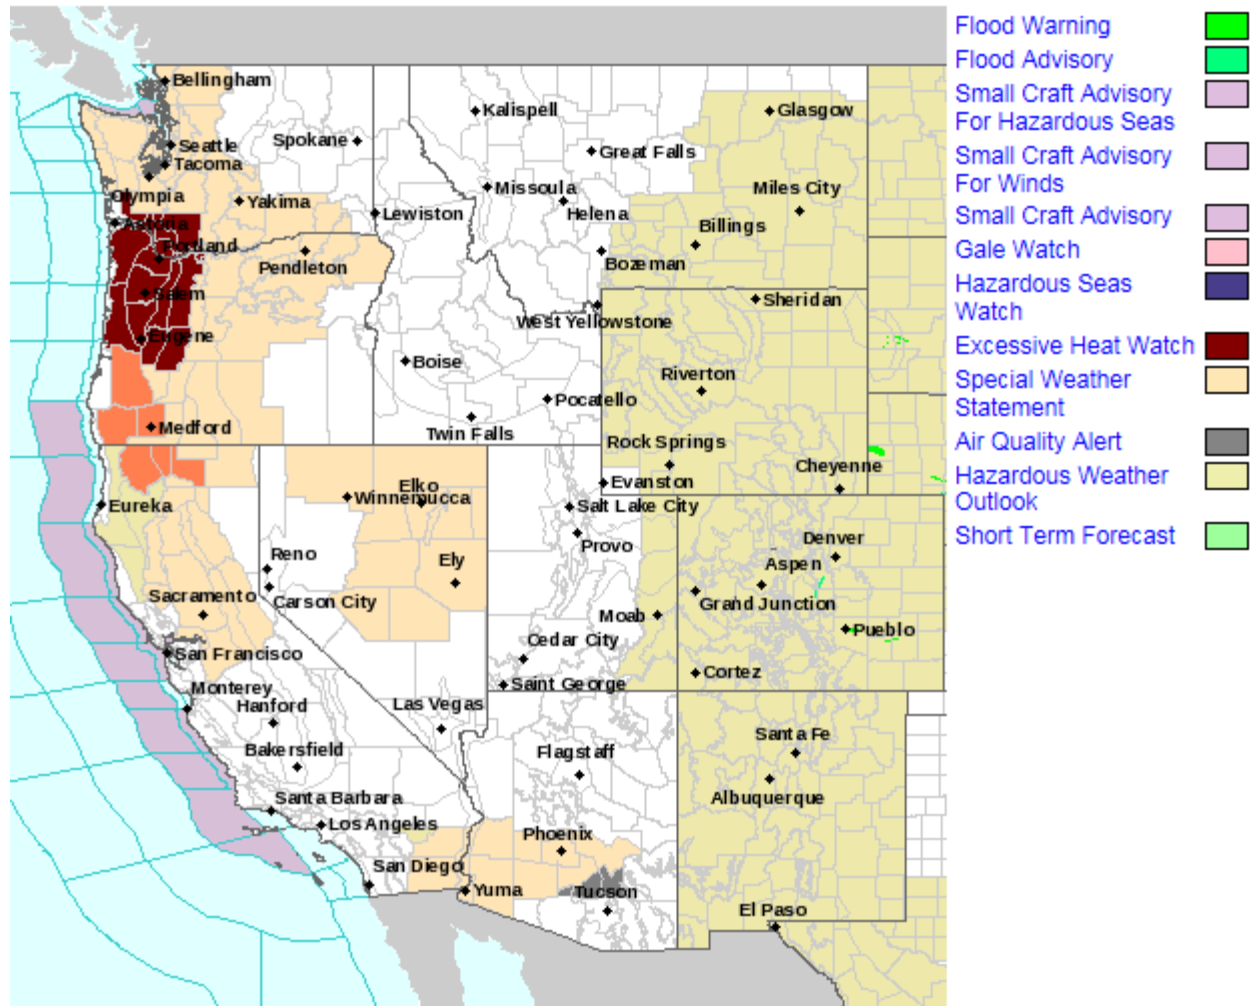 Bellingham
Seattle
Tacoma
Olympia
Astoria
Portland
Salem
Eugene
Medford
Spokane
Yakima
Pendleton
Lewiston
Kalispell
Great Falls
Missoula
Helena
Bozeman
West Yellowstone
Glasgow
Miles City
Billings
Sheridan
Boise
Pocatello
Twin Falls
Riverton
Rock Springs
Evanston
Cheyenne
Eureka
Elko
Winnemucca
Ely
Reno
Carson City
Sacramento
San Francisco
Monterey
Hanford
Bakersfield
Santa Barbara
Los Angeles
San Diego
Las Vegas
Salt Lake City
Provo
Moab
Cedar City
Saint George
Denver
Aspen
Grand Junction
Pueblo
Cortez
Flagstaff
Phoenix
Yuma
Tucson
Santa Fe
Albuquerque
El Paso
Flood Warning
Flood Advisory
Small Craft Advisory
For Hazardous Seas
Small Craft Advisory
For Winds
Small Craft Advisory
Gale Watch
Hazardous Seas
Watch
Excessive Heat Watch
Special Weather
Statement
Air Quality Alert
Hazardous Weather
Outlook
Short Term Forecast